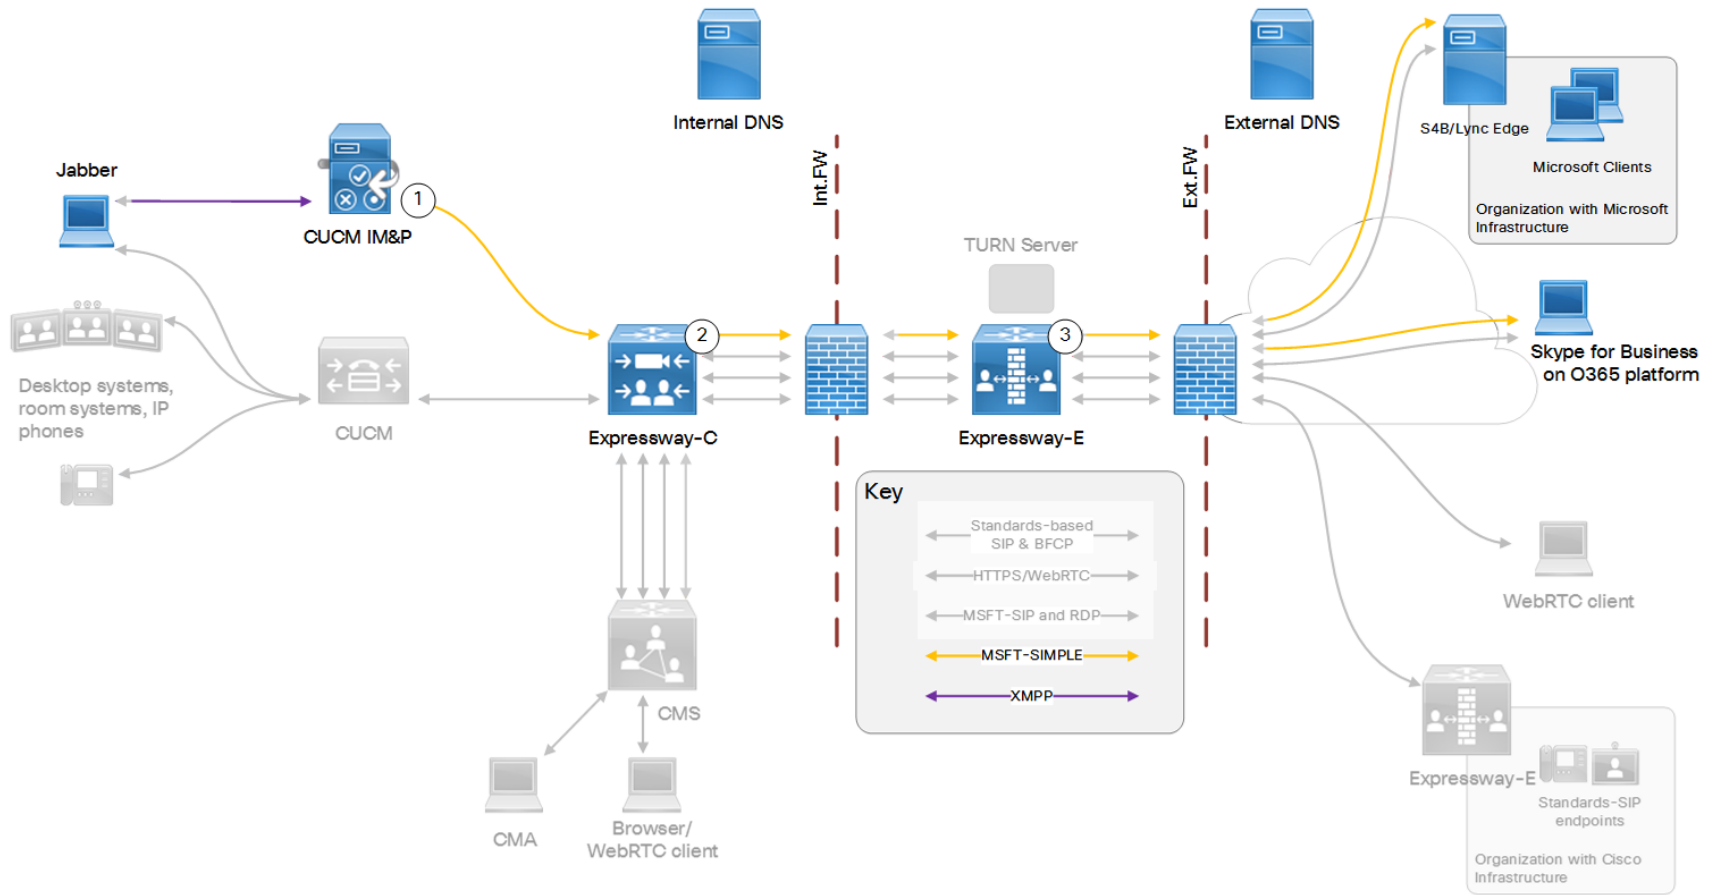 Internal DNS
External DNS
S4B/Lync Edge
Microsoft Clients
Organization with Microsoft
Infrastructure
Jabber
CUCM IM&P
1
Int.FW
Ext.FW
TURN Server
Desktop systems,
room systems, IP
phones
CUCM
2
Expressway-C
3
Expressway-E
Skype for Business
on O365 platform
Key
Standards-based
SIP & BFCP
HTTPS/WebRTC
MSFT-SIP and RDP
MSFT-SIMPLE
XMPP
WebRTC client
CMS
CMA
Browser/
WebRTC client
Expressway-E
Standards-SIP
endpoints
Organization with Cisco
Infrastructure